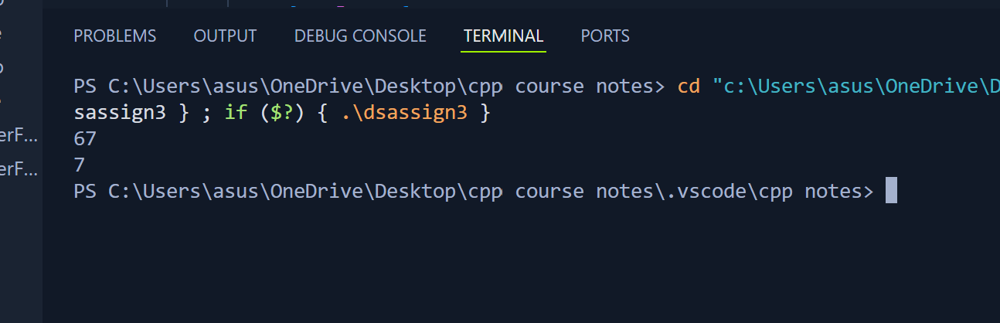 PROBLEMS OUTPUT DEBUG CONSOLE TERMINAL PORTS
PS C:\Users\asus\OneDrive\Desktop\cpp course notes> cd "c:\Users\asus\OneDrive\D
sassign3 } ; if ($?) { .\dsassign3 }
erF...
67
7
erF...
PS C:\Users\asus\OneDrive\Desktop\cpp course notes\.vscode\cpp notes>